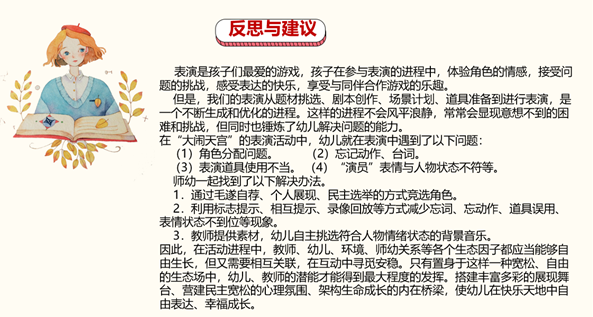 反思与建议
表演是孩子们最爱的游戏，孩子在参与表演的进程中，体验角色的情感，接受问
题的挑战，感受表达的快乐，享受与同伴合作游戏的乐趣。
但是，我们的表演从题材挑选、剧本创作、场景计划、道具准备到进行表演，是
一个不断生成和优化的进程。这样的进程不会风平浪静，常常会显现意想不到的困
难和挑战，但同时也锤炼了幼儿解决问题的能力。
在“大闹天宫”的表演活动中，幼儿就在表演中遇到了以下问题：
（1）角色分配问题。 （2）忘记动作、台词。
（3）表演道具使用不当。 （4）“演员”表情与人物状态不符等。
师幼一起找到了以下解决办法。
1．通过毛遂自荐、个人展现、民主选举的方式竞选角色。
2．利用标志提示、相互提示、录像回放等方式减少忘词、忘动作、道具误用、
表情状态不到位等现象。
3．教师提供素材，幼儿自主挑选符合人物情绪状态的背景音乐。
因此，在活动进程中，教师、幼儿、环境、师幼关系等各个生态因子都应当能够自
由生长，但又需要相互关联，在互动中寻觅安稳。只有置身于这样一种宽松、自由
的生态场中，幼儿、教师的潜能才能得到最大程度的发挥。搭建丰富多彩的展现舞
台、营建民主宽松的心理氛围、架构生命成长的内在桥梁，使幼儿在快乐天地中自
由表达、幸福成长。